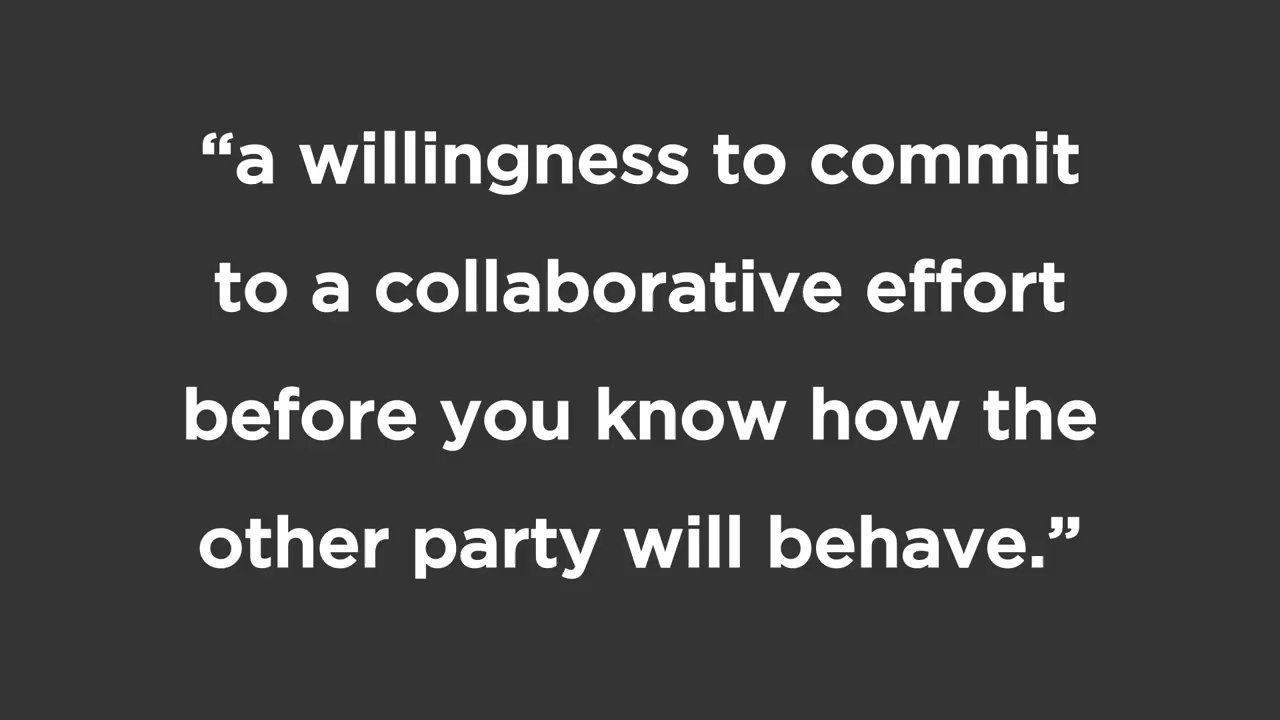 “a willingness to commit
to a collaborative effort
before you know how the
other party will behave.”